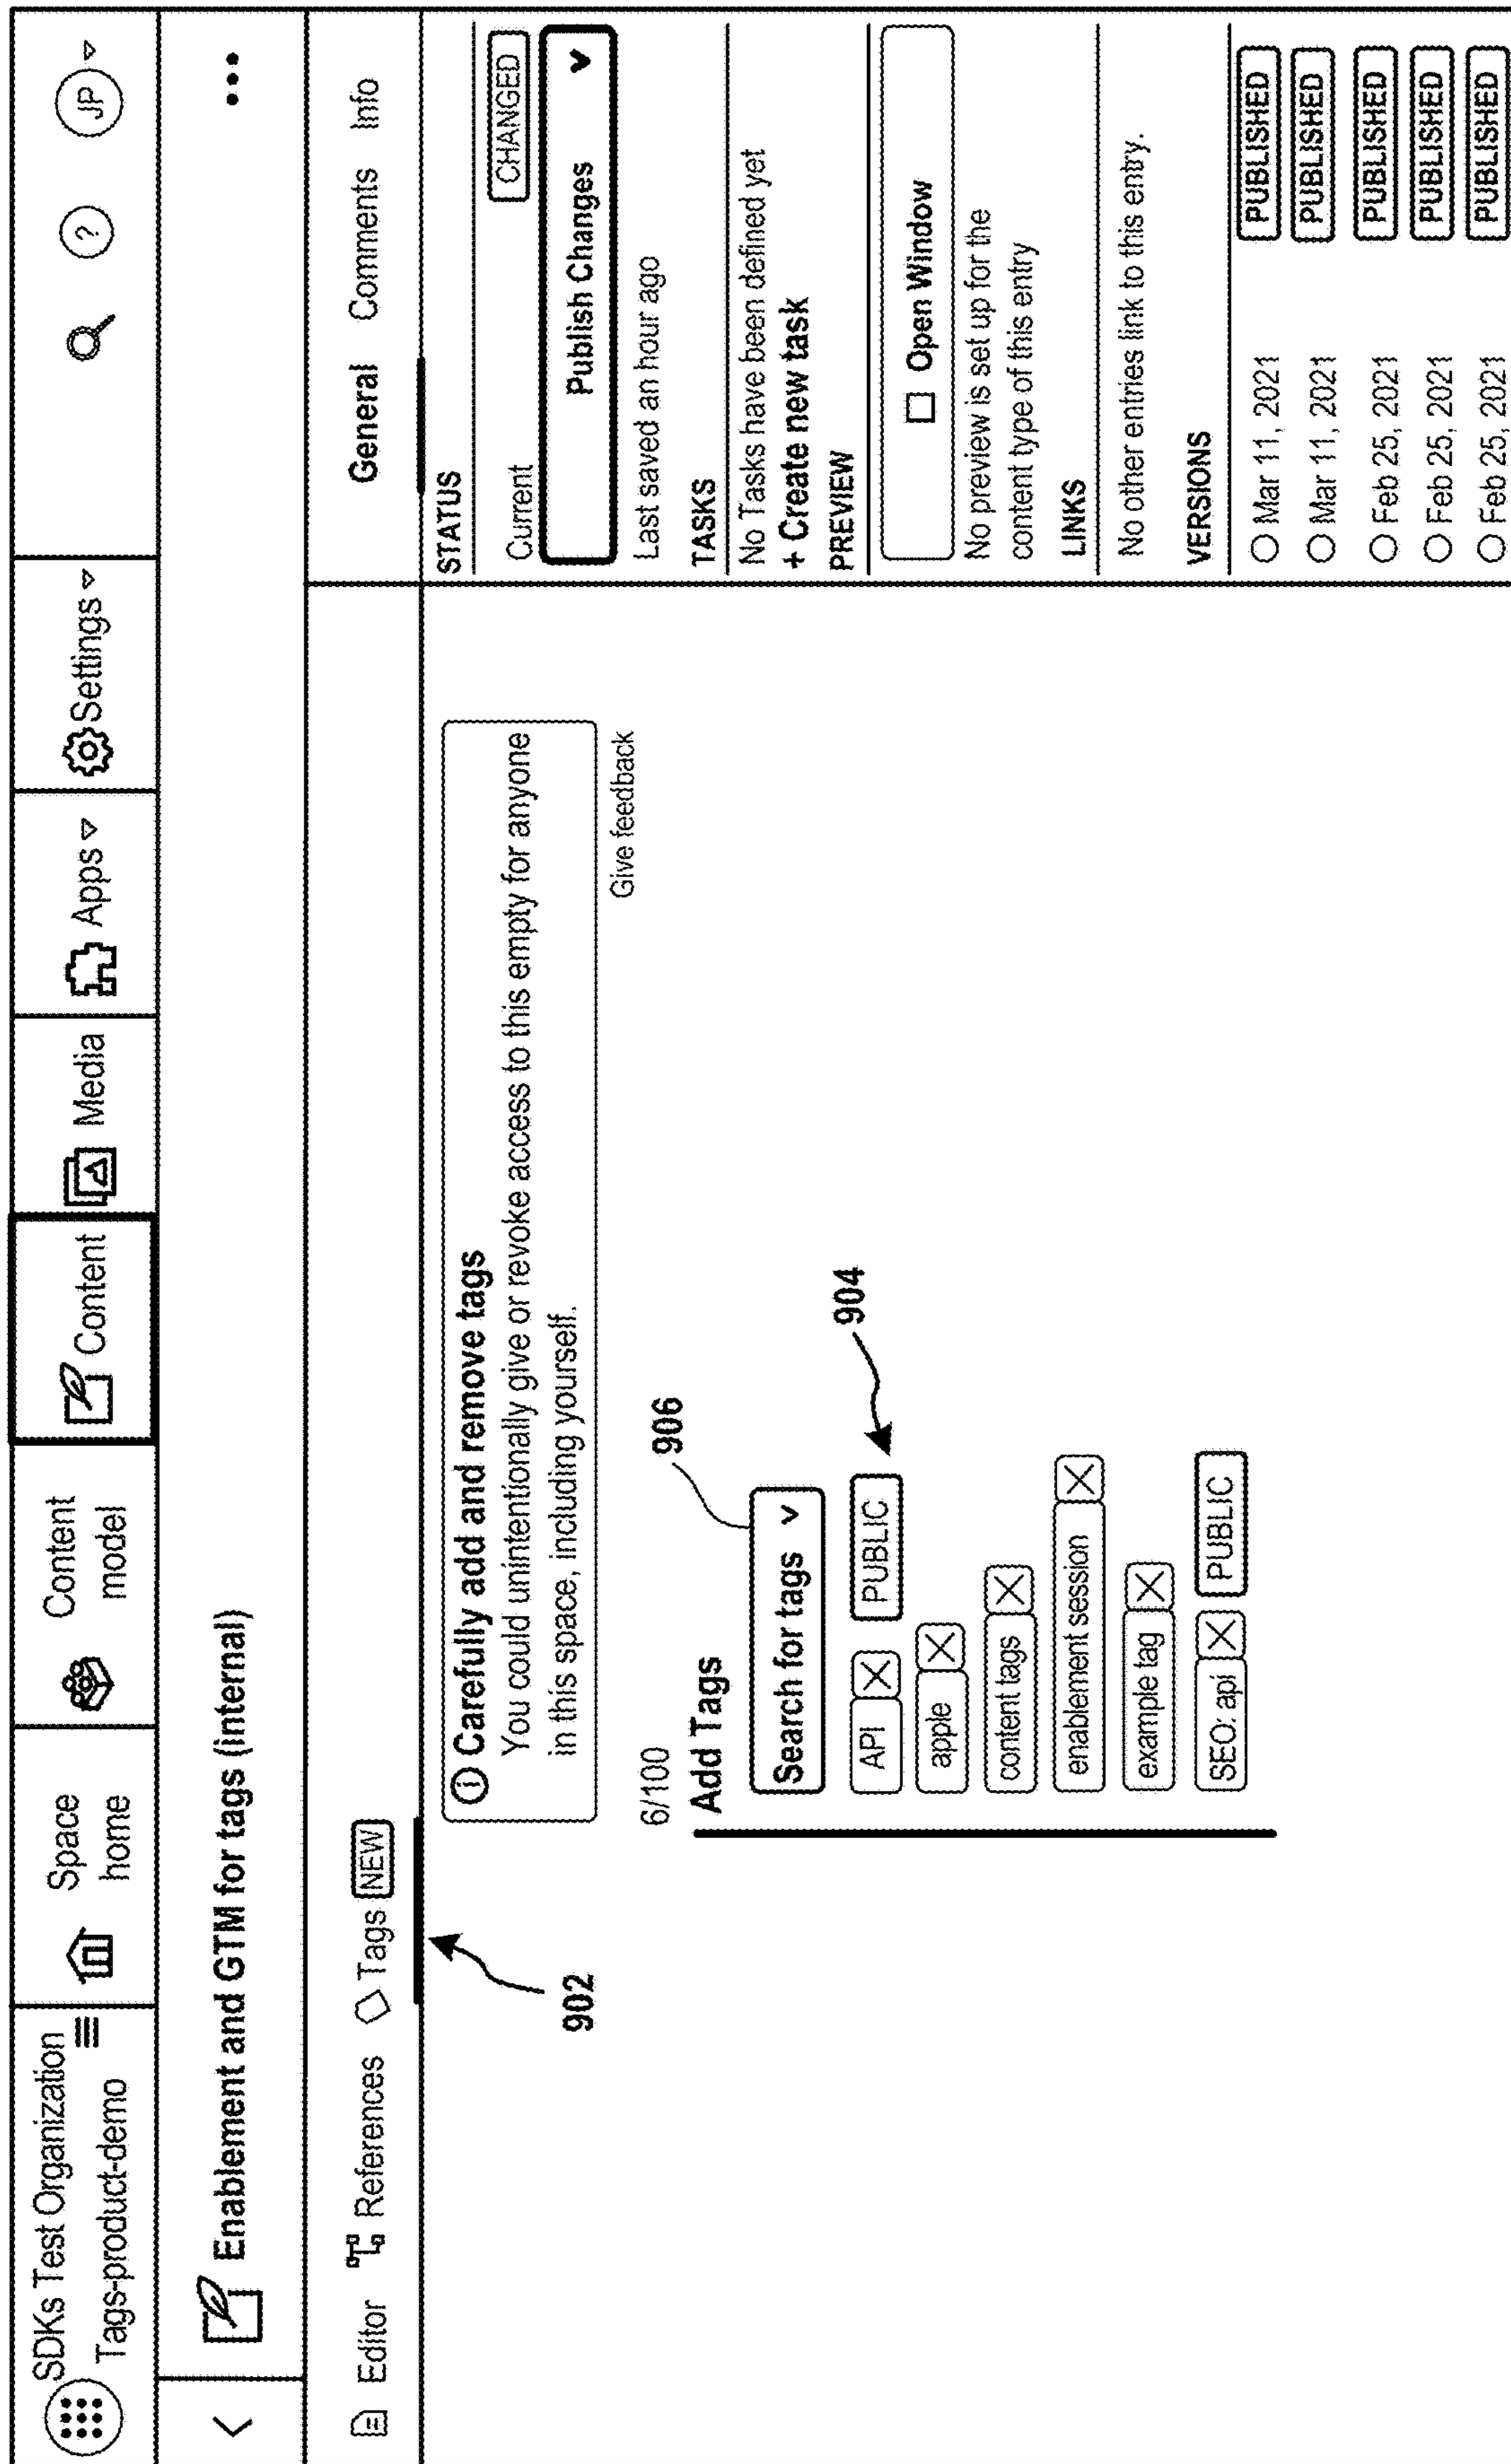 SDKs Test Organization
Tags-product-demo
Space
home
Content
model
Content
Media
Apps
Settings
?
JP
Enablement and GTM for tags (internal)
Editor
References
Tags NEW
General Comments Info
Carefully add and remove tags
You could unintentionally give or revoke access to this empty for anyone
in this space, including yourself.
Give feedback
6/100
Add Tags
Search for tags
API PUBLIC
apple
content tags
enablement session
example tag
SEO: api PUBLIC
902
904
906
STATUS
Current CHANGED
Publish Changes
Last saved an hour ago
TASKS
No Tasks have been defined yet
+ Create new task
PREVIEW
Open Window
No preview is set up for the
content type of this entry
LINKS
No other entries link to this entry.
VERSIONS
Mar 11, 2021 PUBLISHED
Mar 11, 2021 PUBLISHED
Feb 25, 2021 PUBLISHED
Feb 25, 2021 PUBLISHED
Feb 25, 2021 PUBLISHED